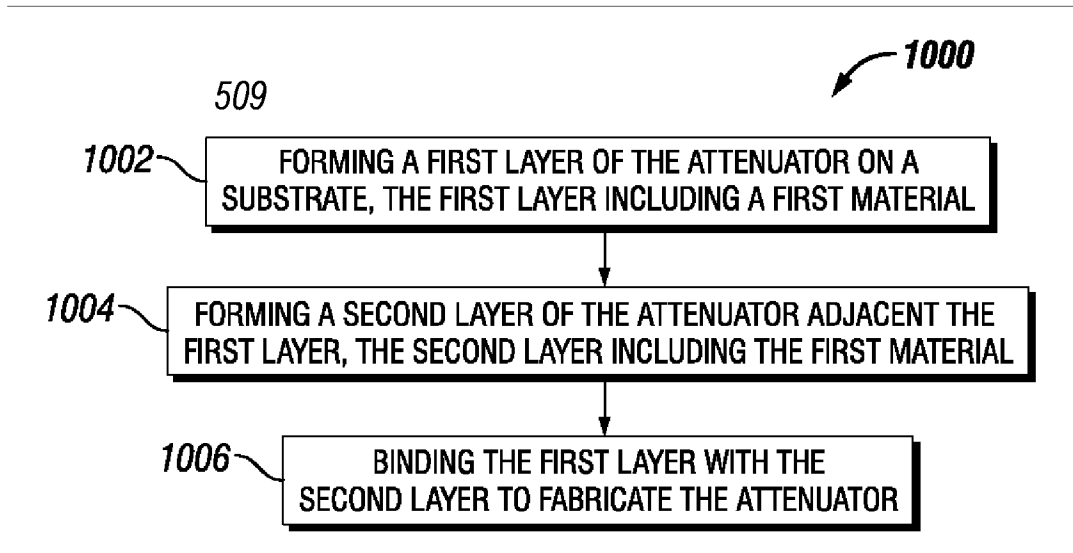 1000
509
1002
FORMING A FIRST LAYER OF THE ATTENUATOR ON A
SUBSTRATE, THE FIRST LAYER INCLUDING A FIRST MATERIAL
1004
FORMING A SECOND LAYER OF THE ATTENUATOR ADJACENT THE
FIRST LAYER, THE SECOND LAYER INCLUDING THE FIRST MATERIAL
1006
BINDING THE FIRST LAYER WITH THE
SECOND LAYER TO FABRICATE THE ATTENUATOR